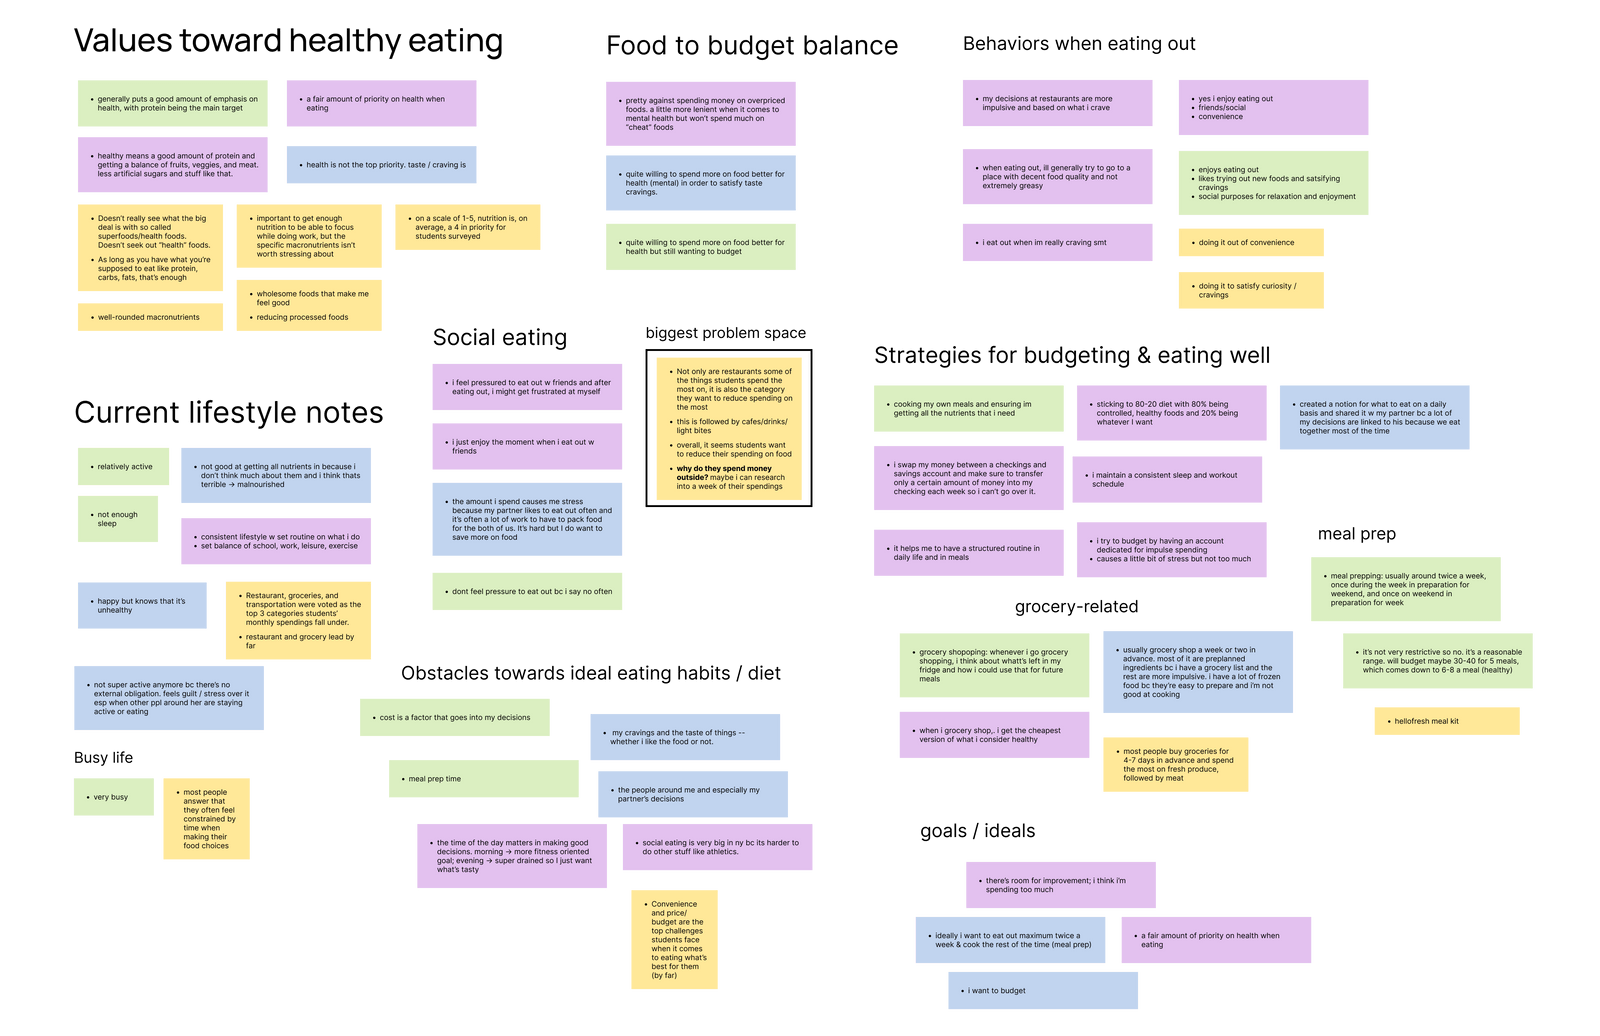 Values toward healthy eating
• generally puts a good amount of emphasis on
health, with protein being the main target
• a fair amount of priority on health when
eating
• healthy means a good amount of protein and
getting a balance of fruits, veggies, and meat.
less artificial sugars and stuff like that.
• health is not the top priority. taste / craving is
• Doesn't really see what the big
deal is with so called
superfoods/health foods.
Doesn't seek out "health" foods.
• As long as you have what you're
supposed to eat like protein,
carbs, fats, that's enough
• important to get enough
nutrition to be able to focus
while doing work, but the
specific macronutrients isn't
worth stressing about
• on a scale of 1-5, nutrition is, on
average, a 4 in priority for
students surveyed
• well-rounded macronutrients
• wholesome foods that make me
feel good
• reducing processed foods
Food to budget balance
• pretty against spending money on overpriced
foods. a little more lenient when it comes to
mental health but won't spend much on
"cheat" foods
• quite willing to spend more on food better for
health (mental) in order to satisfy taste
cravings.
• quite willing to spend more on food better for
health but still wanting to budget
Behaviors when eating out
• my decisions at restaurants are more
impulsive and based on what i crave
• yes i enjoy eating out
• friends/social
• convenience
• when eating out, ill generally try to go to a
place with decent food quality and not
extremely greasy
• enjoys eating out
• likes trying out new foods and satsifying
cravings
• social purposes for relaxation and enjoyment
• i eat out when im really craving smt
• doing it out of convenience
• doing it to satisfy curiosity /
cravings
Social eating
• i feel pressured to eat out w friends and after
eating out, i might get frustrated at myself
• i just enjoy the moment when i eat out w
friends
• the amount i spend causes me stress
because my partner likes to eat out often and
it's often a lot of work to have to pack food
for the both of us. It's hard but I do want to
save more on food
• dont feel pressure to eat out bc i say no often
biggest problem space
• Not only are restaurants some of
the things students spend the
most on, it is also the category
they want to reduce spending on
the most
• this is followed by cafes/drinks/
light bites
• overall, it seems students want
to reduce their spending on food
• why do they spend money
outside? maybe i can research
into a week of their spendings
Strategies for budgeting & eating well
• cooking my own meals and ensuring im
getting all the nutrients that i need
• sticking to 80-20 diet with 80% being
controlled, healthy foods and 20% being
whatever I want
• created a notion for what to eat on a daily
basis and shared it w my partner bc a lot of
my decisions are linked to his because we eat
together most of the time
• i swap my money between a checkings and
savings account and make sure to transfer
only a certain amount of money into my
checking each week so i can't go over it.
• i maintain a consistent sleep and workout
schedule
• it helps me to have a structured routine in
daily life and in meals
• i try to budget by having an account
dedicated for impulse spending
• causes a little bit of stress but not too much
meal prep
• meal prepping: usually around twice a week,
once during the week in preparation for
weekend, and once on weekend in
preparation for week
• it's not very restrictive so no. it's a reasonable
range. will budget maybe 30-40 for 5 meals,
which comes down to 6-8 a meal (healthy)
• hellofresh meal kit
grocery-related
• grocery shopoping: whenever i go grocery
shopping, i think about whatt's left in my
fridge and how i could use that for future
meals
• usually grocery shop a week or two in
advance. most of it are preplanned
ingredients bc i have a grocery list and the
rest are more impulsive. i have a lot of frozen
food bc they're easy to prepare and i'm not
good at cooking
• when i grocery shop,. i get the cheapest
version of what i consider healthy
• most people buy groceries for
4-7 days in advance and spend
the most on fresh produce,
followed by meat
Current lifestyle notes
• relatively active
• not good at getting all nutrients in because i
don't think much about them and i think thats
terrible → malnourished
• not enough
sleep
• consistent lifestyle w set routine on what i do
• set balance of school, work, leisure, exercise
• happy but knows that it's
unhealthy
• Restaurant, groceries, and
transportation were voted as the
top 3 categories students'
monthly spendings fall under.
• restaurant and grocery lead by
far
• not super active anymore bc there's no
external obligation. feels guilt / stress over it
esp when other ppl around her are staying
active or eating
Busy life
• very busy
• most people
answer that
they often feel
constrained by
time when
making their
food choices
Obstacles towards ideal eating habits / diet
• cost is a factor that goes into my decisions
• my cravings and the taste of things --
whether i like the food or not.
• meal prep time
• the people around me and especially my
partner's decisions
• the time of the day matters in making good
decisions. morning → more fitness oriented
goal; evening → super drained so I just want
what's tasty
• social eating is very big in ny bc its harder to
do other stuff like athletics.
• Convenience
and price/
budget are the
top challenges
students face
when it comes
to eating what's
best for them
(by far)
goals / ideals
• there's room for improvement; i think i'm
spending too much
• ideally i want to eat out maximum twice a
week & cook the rest of the time (meal prep)
• a fair amount of priority on health when
eating
• i want to budget